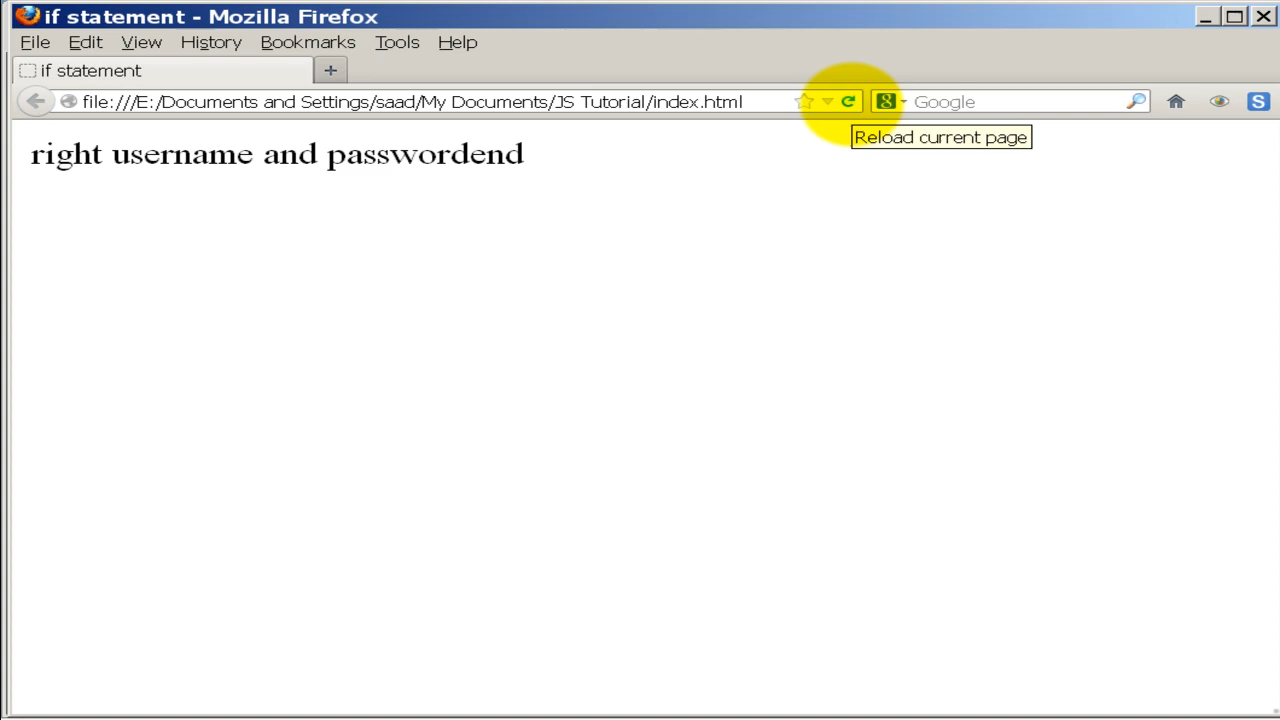 if statement - Mozilla Firefox
File Edit View History Bookmarks Tools Help
if statement +
file:///E:/Documents and Settings/saad/My Documents/JS Tutorial/index.html 8 Google S
Reload current page
right username and passwordend